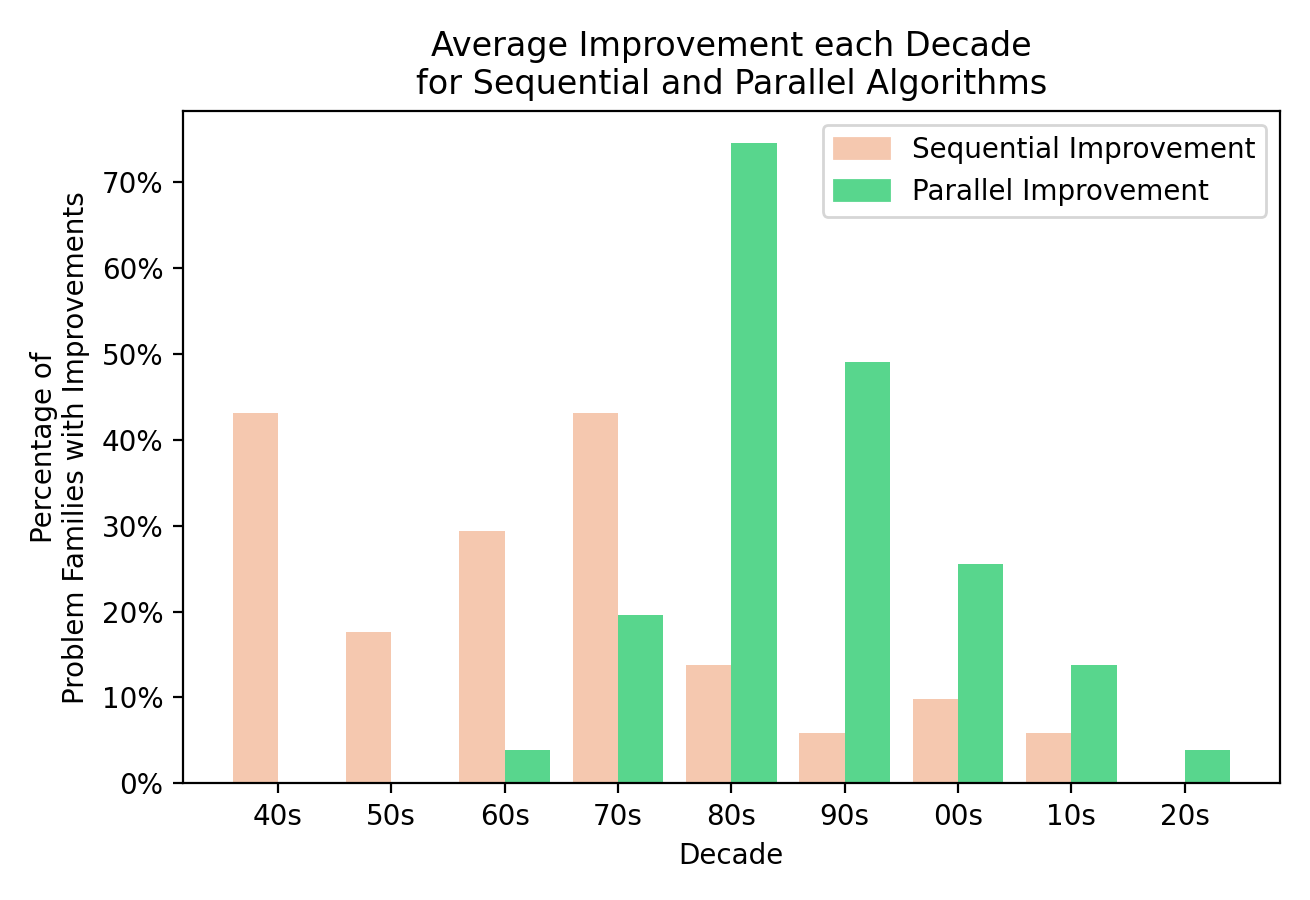 Average Improvement each Decade
for Sequential and Parallel Algorithms
Sequential Improvement
Parallel Improvement
Percentage of
Problem Families with Improvements
70%
60%
50%
40%
30%
20%
10%
0%
40s
50s
60s
70s
80s
90s
00s
10s
20s
Decade